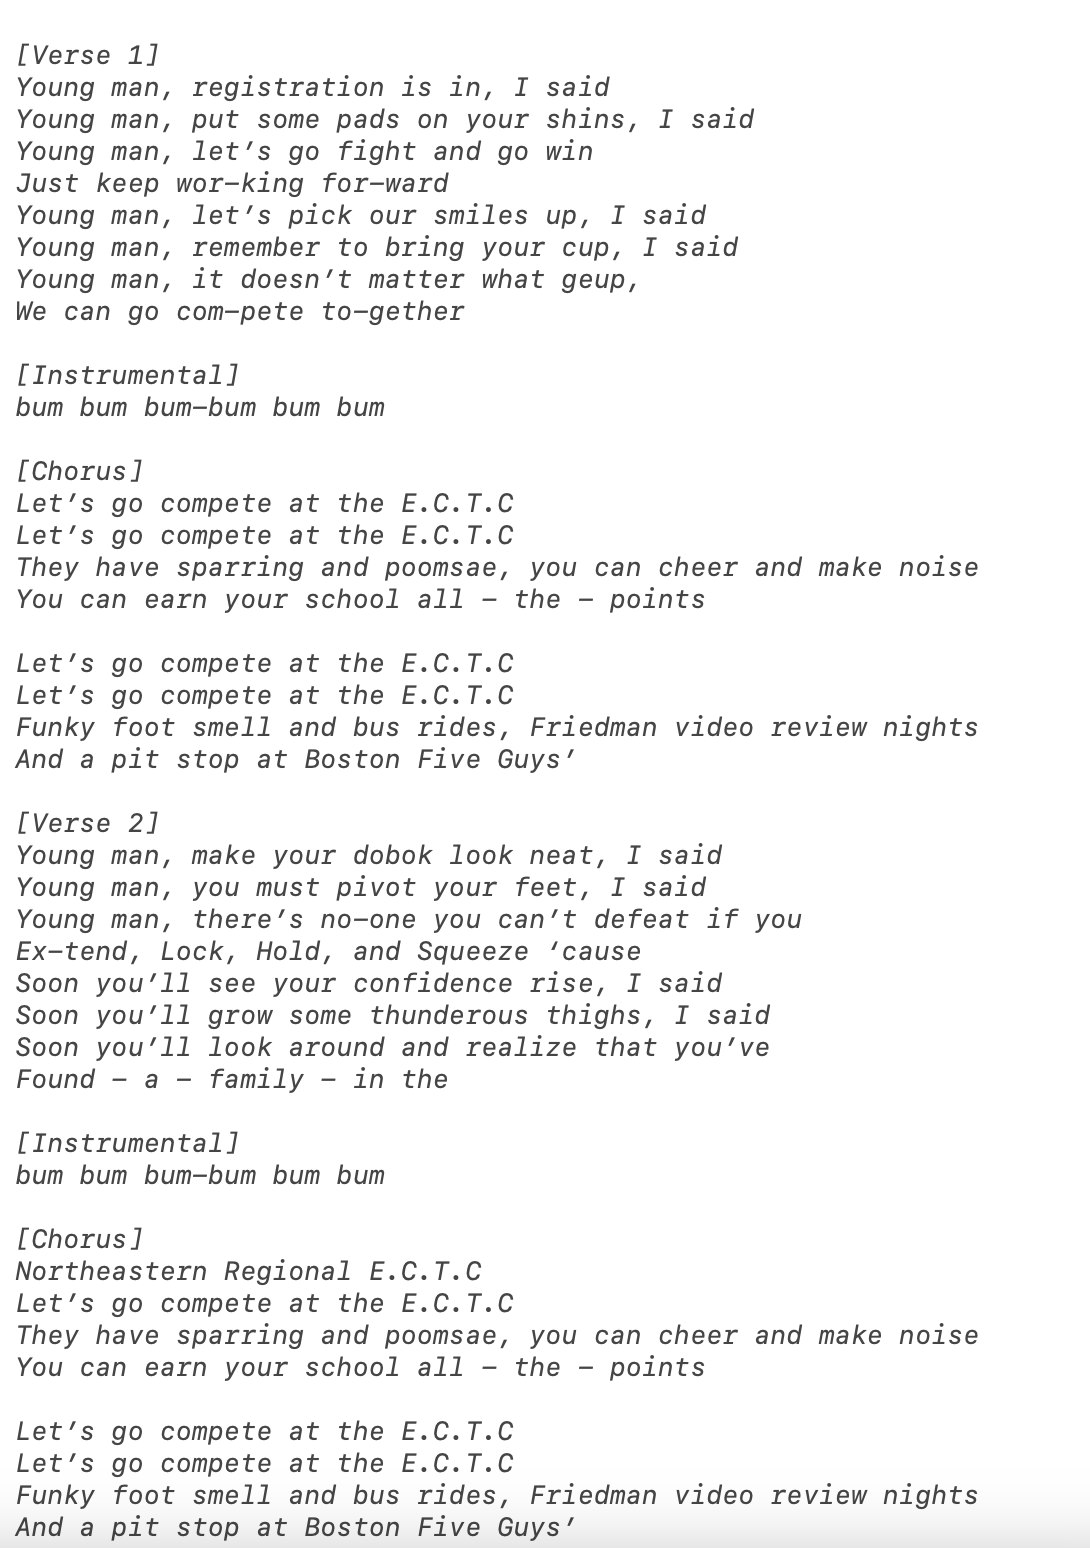 [Verse 1]
Young man, registration is in, I said
Young man, put some pads on your shins, I said
Young man, let’s go fight and go win
Just keep wor–king for–ward
Young man, let’s pick our smiles up, I said
Young man, remember to bring your cup, I said
Young man, it doesn’t matter what geup,
We can go com–pete to–gether

[Instrumental]
bum bum bum–bum bum bum

[Chorus]
Let’s go compete at the E.C.T.C
Let’s go compete at the E.C.T.C
They have sparring and poomsae, you can cheer and make noise
You can earn your school all – the – points

Let’s go compete at the E.C.T.C
Let’s go compete at the E.C.T.C
Funky foot smell and bus rides, Friedman video review nights
And a pit stop at Boston Five Guys’

[Verse 2]
Young man, make your dobok look neat, I said
Young man, you must pivot your feet, I said
Young man, there’s no–one you can’t defeat if you
Ex–tend, Lock, Hold, and Squeeze ‘cause
Soon you’ll see your confidence rise, I said
Soon you’ll grow some thunderous thighs, I said
Soon you’ll look around and realize that you’ve
Found – a – family – in the

[Instrumental]
bum bum bum–bum bum bum

[Chorus]
Northeastern Regional E.C.T.C
Let’s go compete at the E.C.T.C
They have sparring and poomsae, you can cheer and make noise
You can earn your school all – the – points

Let’s go compete at the E.C.T.C
Let’s go compete at the E.C.T.C
Funky foot smell and bus rides, Friedman video review nights
And a pit stop at Boston Five Guys’